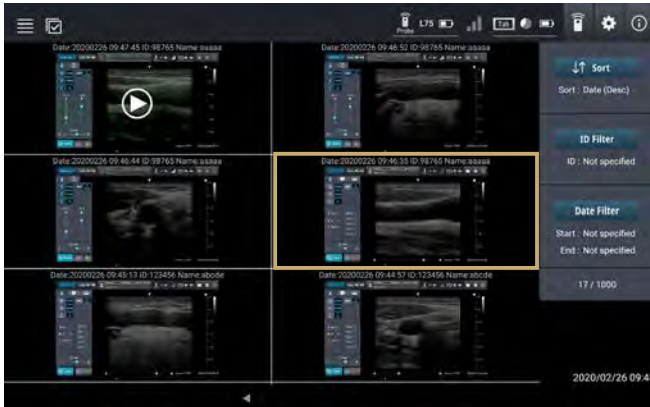 Probe L75 Tab
Date:20200226 09:47:45 ID:98765 Name:aaaaa
Date:20200226 09:46:52 ID:98765 Name:aaaaa
Date:20200226 09:46:44 ID:98765 Name:aaaaa
Date:20200226 09:46:35 ID:98765 Name:aaaaa
Date:20200226 09:45:13 ID:123456 Name:abcde
Date:20200226 09:44:57 ID:123456 Name:abcde
Sort
Sort : Date (Desc)
ID Filter
ID : Not specified
Date Filter
Start : Not specified
End : Not specified
17 / 1000
2020/02/26 09:4